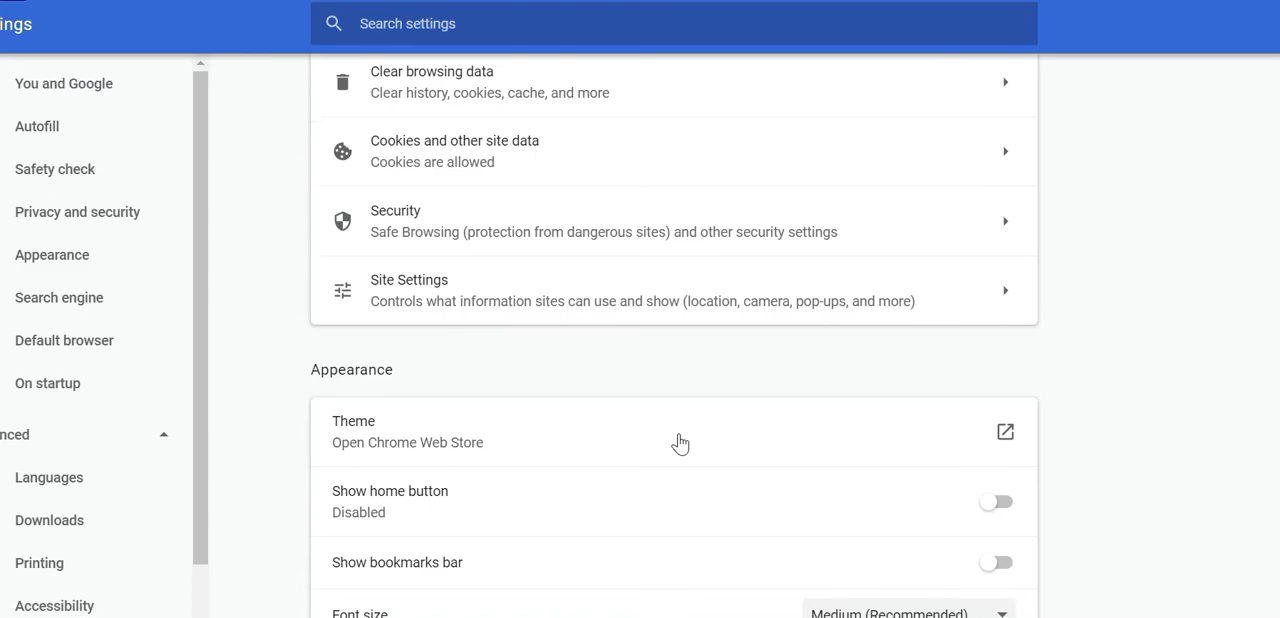 ings
Search settings
You and Google
Autofill
Safety check
Privacy and security
Appearance
Search engine
Default browser
On startup
nced
Languages
Downloads
Printing
Accessibility
Clear browsing data
Clear history, cookies, cache, and more
Cookies and other site data
Cookies are allowed
Security
Safe Browsing (protection from dangerous sites) and other security settings
Site Settings
Controls what information sites can use and show (location, camera, pop-ups, and more)
Appearance
Theme
Open Chrome Web Store
Show home button
Disabled
Show bookmarks bar
Font size
Medium (Recommended)